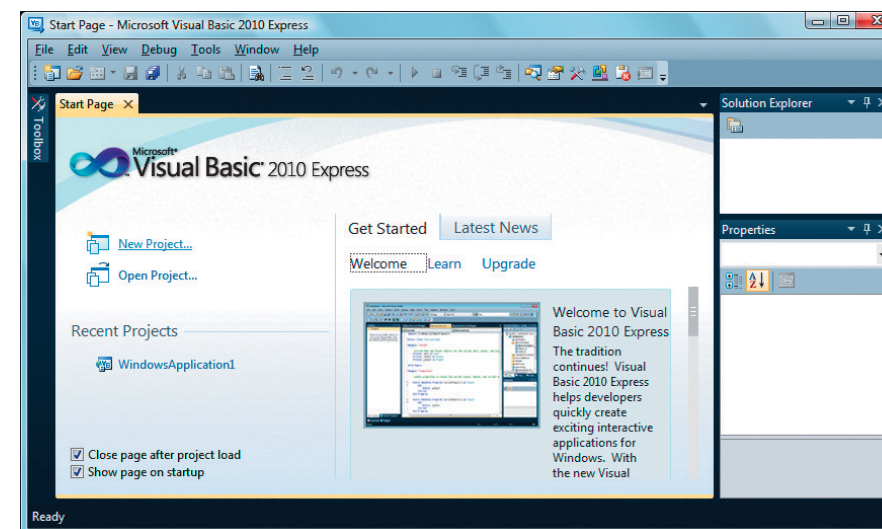 Start Page - Microsoft Visual Basic 2010 Express
File Edit View Debug Tools Window Help
Toolbox
Start Page
Solution Explorer
Microsoft®
Visual Basic® 2010 Express
New Project...
Open Project...
Recent Projects
WindowsApplication1
Close page after project load
Show page on startup
Get Started Latest News
Welcome Learn Upgrade
Welcome to Visual
Basic 2010 Express
The tradition
continues! Visual
Basic 2010 Express
helps developers
quickly create
exciting interactive
applications for
Windows. With
the new Visual
Properties
Ready